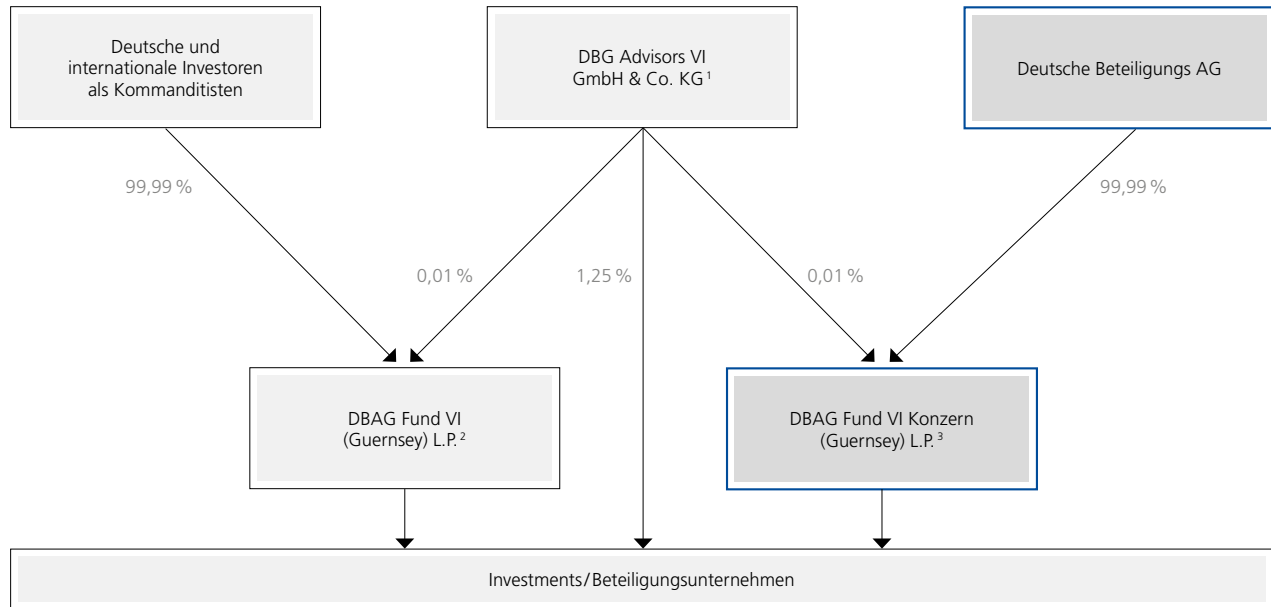 Deutsche und
internationale Investoren
als Kommanditisten
DBG Advisors VI
GmbH & Co. KG 1
Deutsche Beteiligungs AG
99,99 %
99,99 %
0,01 %
1,25 %
0,01 %
DBAG Fund VI
(Guernsey) L.P. 2
DBAG Fund VI Konzern
(Guernsey) L.P. 3
Investments/Beteiligungsunternehmen